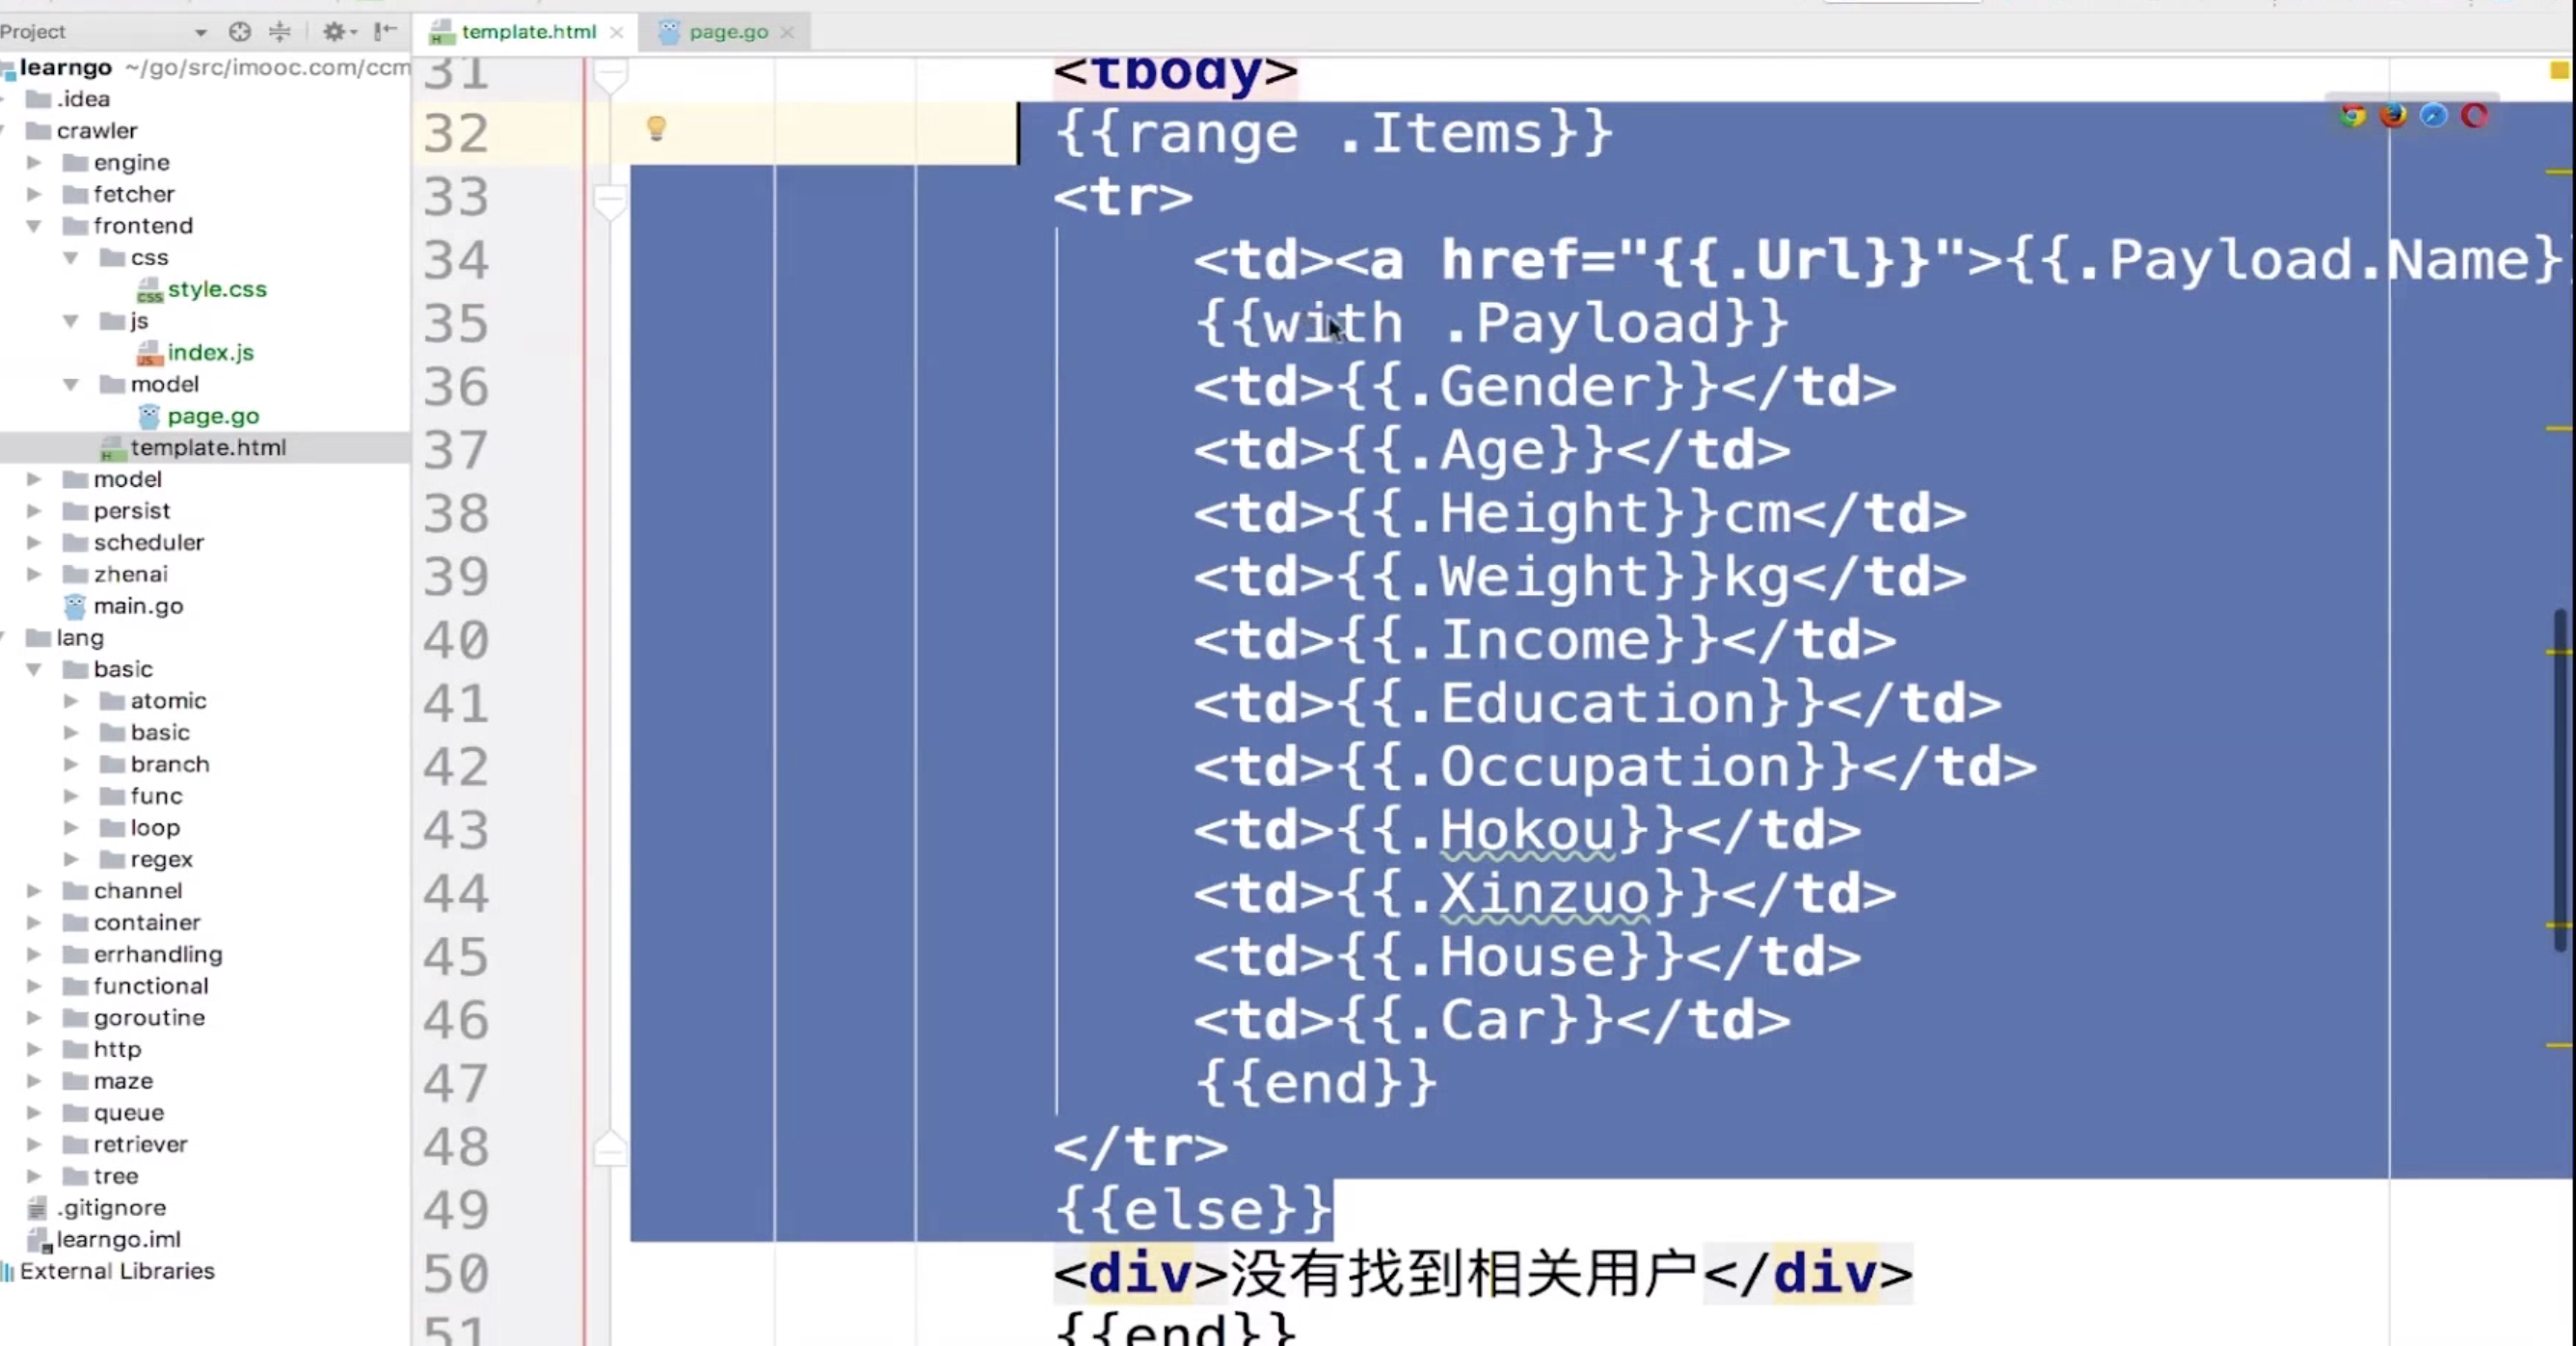 Project
template.html
page.go
learngo ~/go/src/imooc.com/ccm
.idea
crawler
engine
fetcher
frontend
css
style.css
js
index.js
model
page.go
template.html
model
persist
scheduler
zhenai
main.go
lang
basic
atomic
basic
branch
func
loop
regex
channel
container
errhandling
functional
goroutine
http
maze
queue
retriever
tree
.gitignore
learngo.iml
External Libraries
31 <tbody>
32 {{range .Items}}
33 <tr>
34 <td><a href="{{.Url}}">{{.Payload.Name}
35 {{with .Payload}}
36 <td>{{.Gender}}</td>
37 <td>{{.Age}}</td>
38 <td>{{.Height}}cm</td>
39 <td>{{.Weight}}kg</td>
40 <td>{{.Income}}</td>
41 <td>{{.Education}}</td>
42 <td>{{.Occupation}}</td>
43 <td>{{.Hokou}}</td>
44 <td>{{.Xinzuo}}</td>
45 <td>{{.House}}</td>
46 <td>{{.Car}}</td>
47 {{end}}
48 </tr>
49 {{else}}
50 <div>没有找到相关用户</div>
51 {{end}}